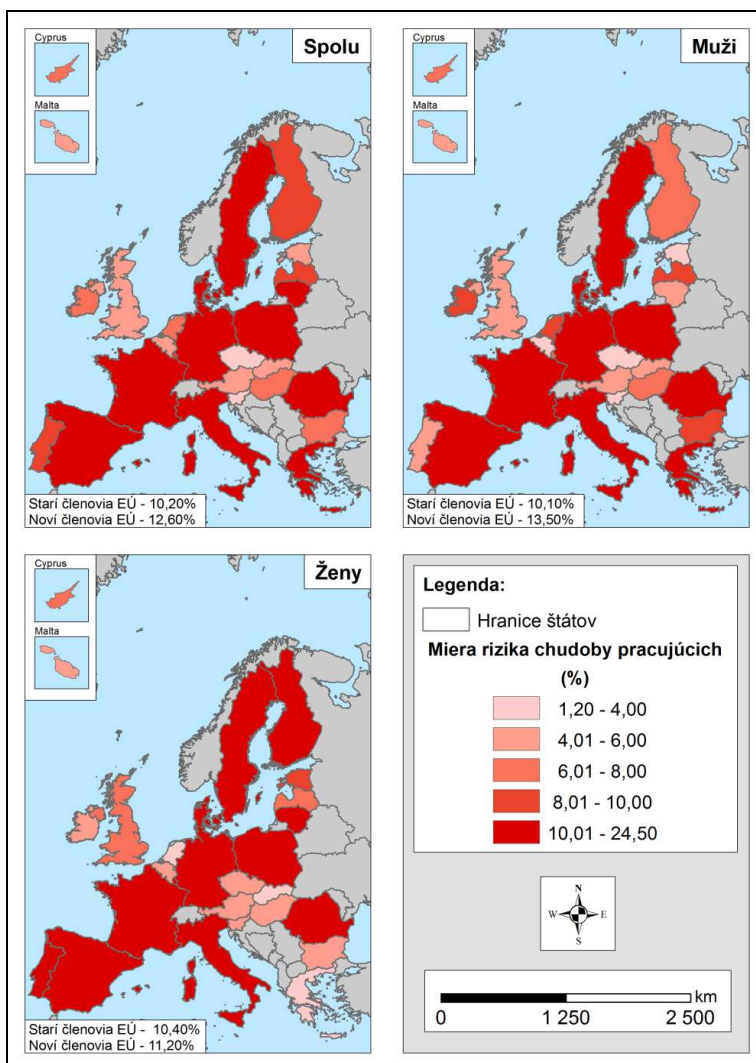 Cyprus
Spolu
Malta
Starí členovia EÚ - 10,20%
Noví členovia EÚ - 12,60%
Cyprus
Muži
Malta
Starí členovia EÚ - 10,10%
Noví členovia EÚ - 13,50%
Cyprus
Ženy
Malta
Starí členovia EÚ -  10,40%
Noví členovia EÚ - 11,20%
Legenda:
Hranice štátov
Miera rizika chudoby pracujúcich
(%)
1,20 - 4,00
4,01 - 6,00
6,01 - 8,00
8,01 - 10,00
10,01 - 24,50
N
W E
S
km
0 1 250 2 500